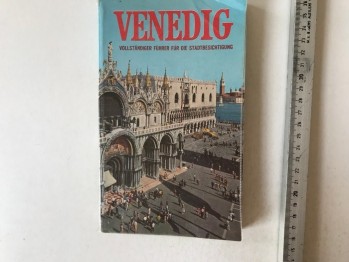 VENEDIG
VOLLSTÄNDIGER FÜHRER FÜR DIE STADTBESICHTIGUNG